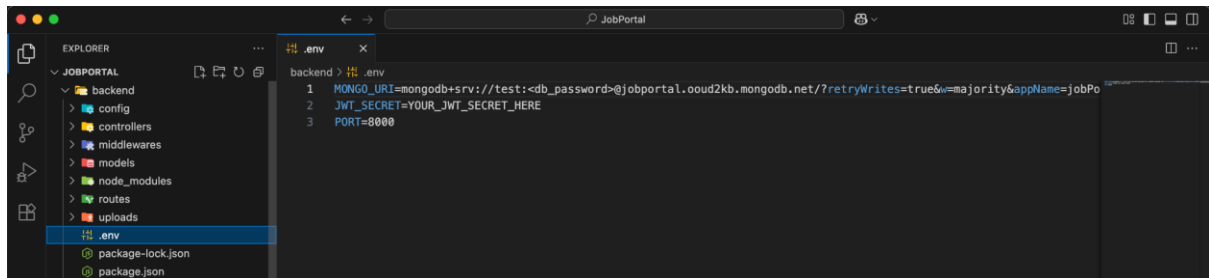 JobPortal
EXPLORER
.env
JOBPORTAL
backend > .env
backend
config
controllers
middlewares
models
node_modules
routes
uploads
.env
package-lock.json
package.json
1 MONGO_URI=mongodb+srv://test:<db_password>@jobportal.ooud2kb.mongodb.net/?retryWrites=true&w=majority&appName=jobPo
2 JWT_SECRET=YOUR_JWT_SECRET_HERE
3 PORT=8000